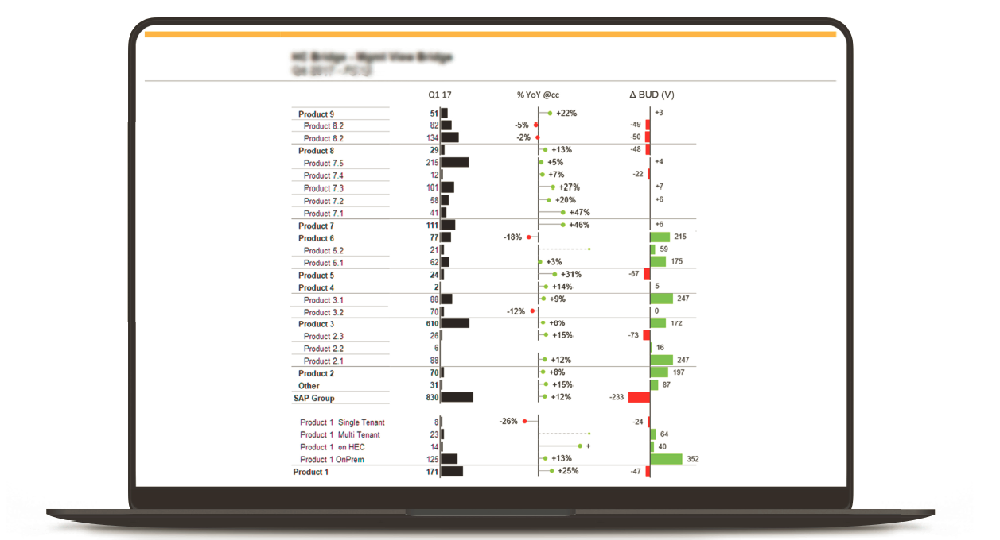 HC Bridge - Mgmt View Bridge
Q1 17 % YoY @cc Δ BUD (V)
Product 9 51 +22% +3
Product 8.2 82 -5% -49
Product 8.2 134 -2% -50
Product 8 29 +13% -48
Product 7.5 215 +5% +4
Product 7.4 12 +7% -22
Product 7.3 101 +27% +7
Product 7.2 58 +20% +6
Product 7.1 41 +47%
Product 7 111 +46% +6
Product 6 77 -18% 215
Product 5.2 21 59
Product 5.1 62 +3% 175
Product 5 24 +31% -67
Product 4 2 +14% 5
Product 3.1 88 +9% 247
Product 3.2 70 -12% 0
Product 3 610 +8% 172
Product 2.3 26 +15% -73
Product 2.2 6 16
Product 2.1 88 +12% 247
Product 2 70 +8% 197
Other 31 +15% 87
SAP Group 830 +12% -233
Product 1 Single Tenant 8 -26% -24
Product 1 Multi Tenant 23 64
Product 1 on HEC 14 + 40
Product 1 OnPrem 125 +13% 352
Product 1 171 +25% -47